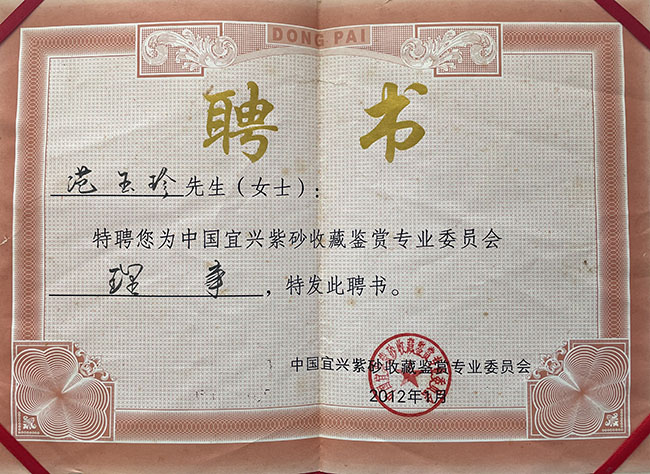 DONG PAI
聘书
范玉珍先生（女士）：
特聘您为中国宜兴紫砂收藏鉴赏专业委员会
理事，特发此聘书。
中国宜兴紫砂收藏鉴赏专业委员会
2012年1月